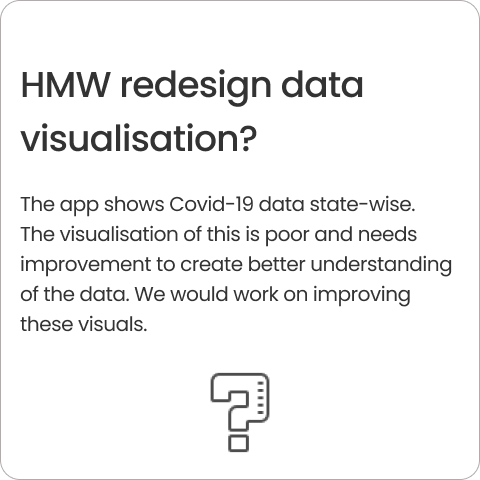 HMW redesign data
visualisation?
The app shows Covid-19 data state-wise.
The visualisation of this is poor and needs
improvement to create better understanding
of the data. We would work on improving
these visuals.